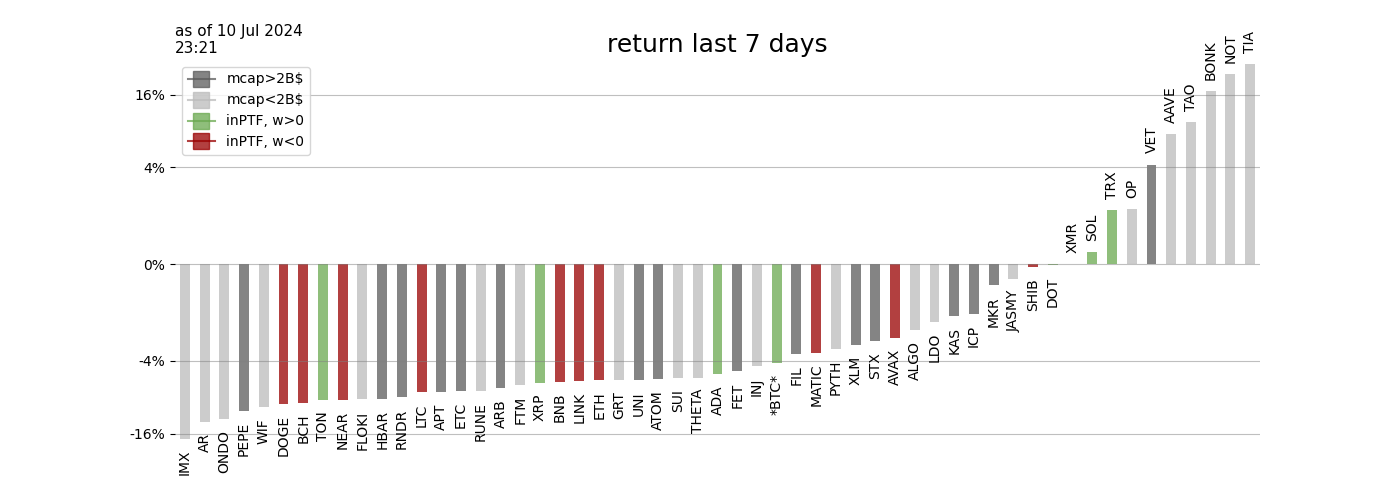 as of 10 Jul 2024
23:21
return last 7 days
mcap>2B$
mcap<2B$
inPTF, w>0
inPTF, w<0
16%
4%
0%
-4%
-16%
IMX
AR
ONDO
PEPE
WIF
DOGE
BCH
TON
NEAR
FLOKI
HBAR
RNDR
LTC
APT
ETC
RUNE
ARB
FTM
XRP
BNB
LINK
ETH
GRT
UNI
ATOM
SUI
THETA
ADA
FET
INJ
*BTC*
FIL
MATIC
PYTH
XLM
STX
AVAX
ALGO
LDO
KAS
ICP
MKR
JASMY
SHIB
DOT
XMR
SOL
TRX
OP
VET
AAVE
TAO
BONK
NOT
TIA